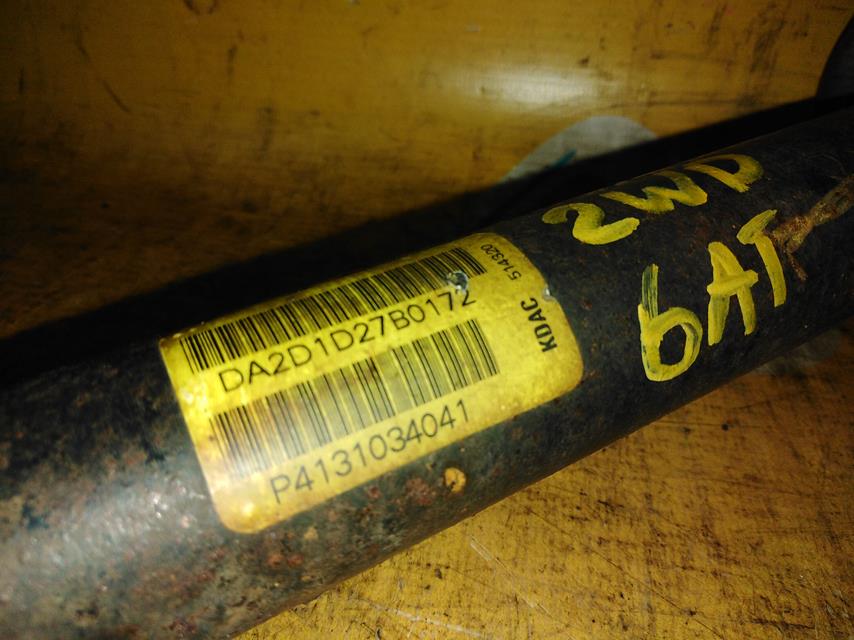 DA2D1D27B0172
P4131034041
KDAC 514320
2WD
6AT